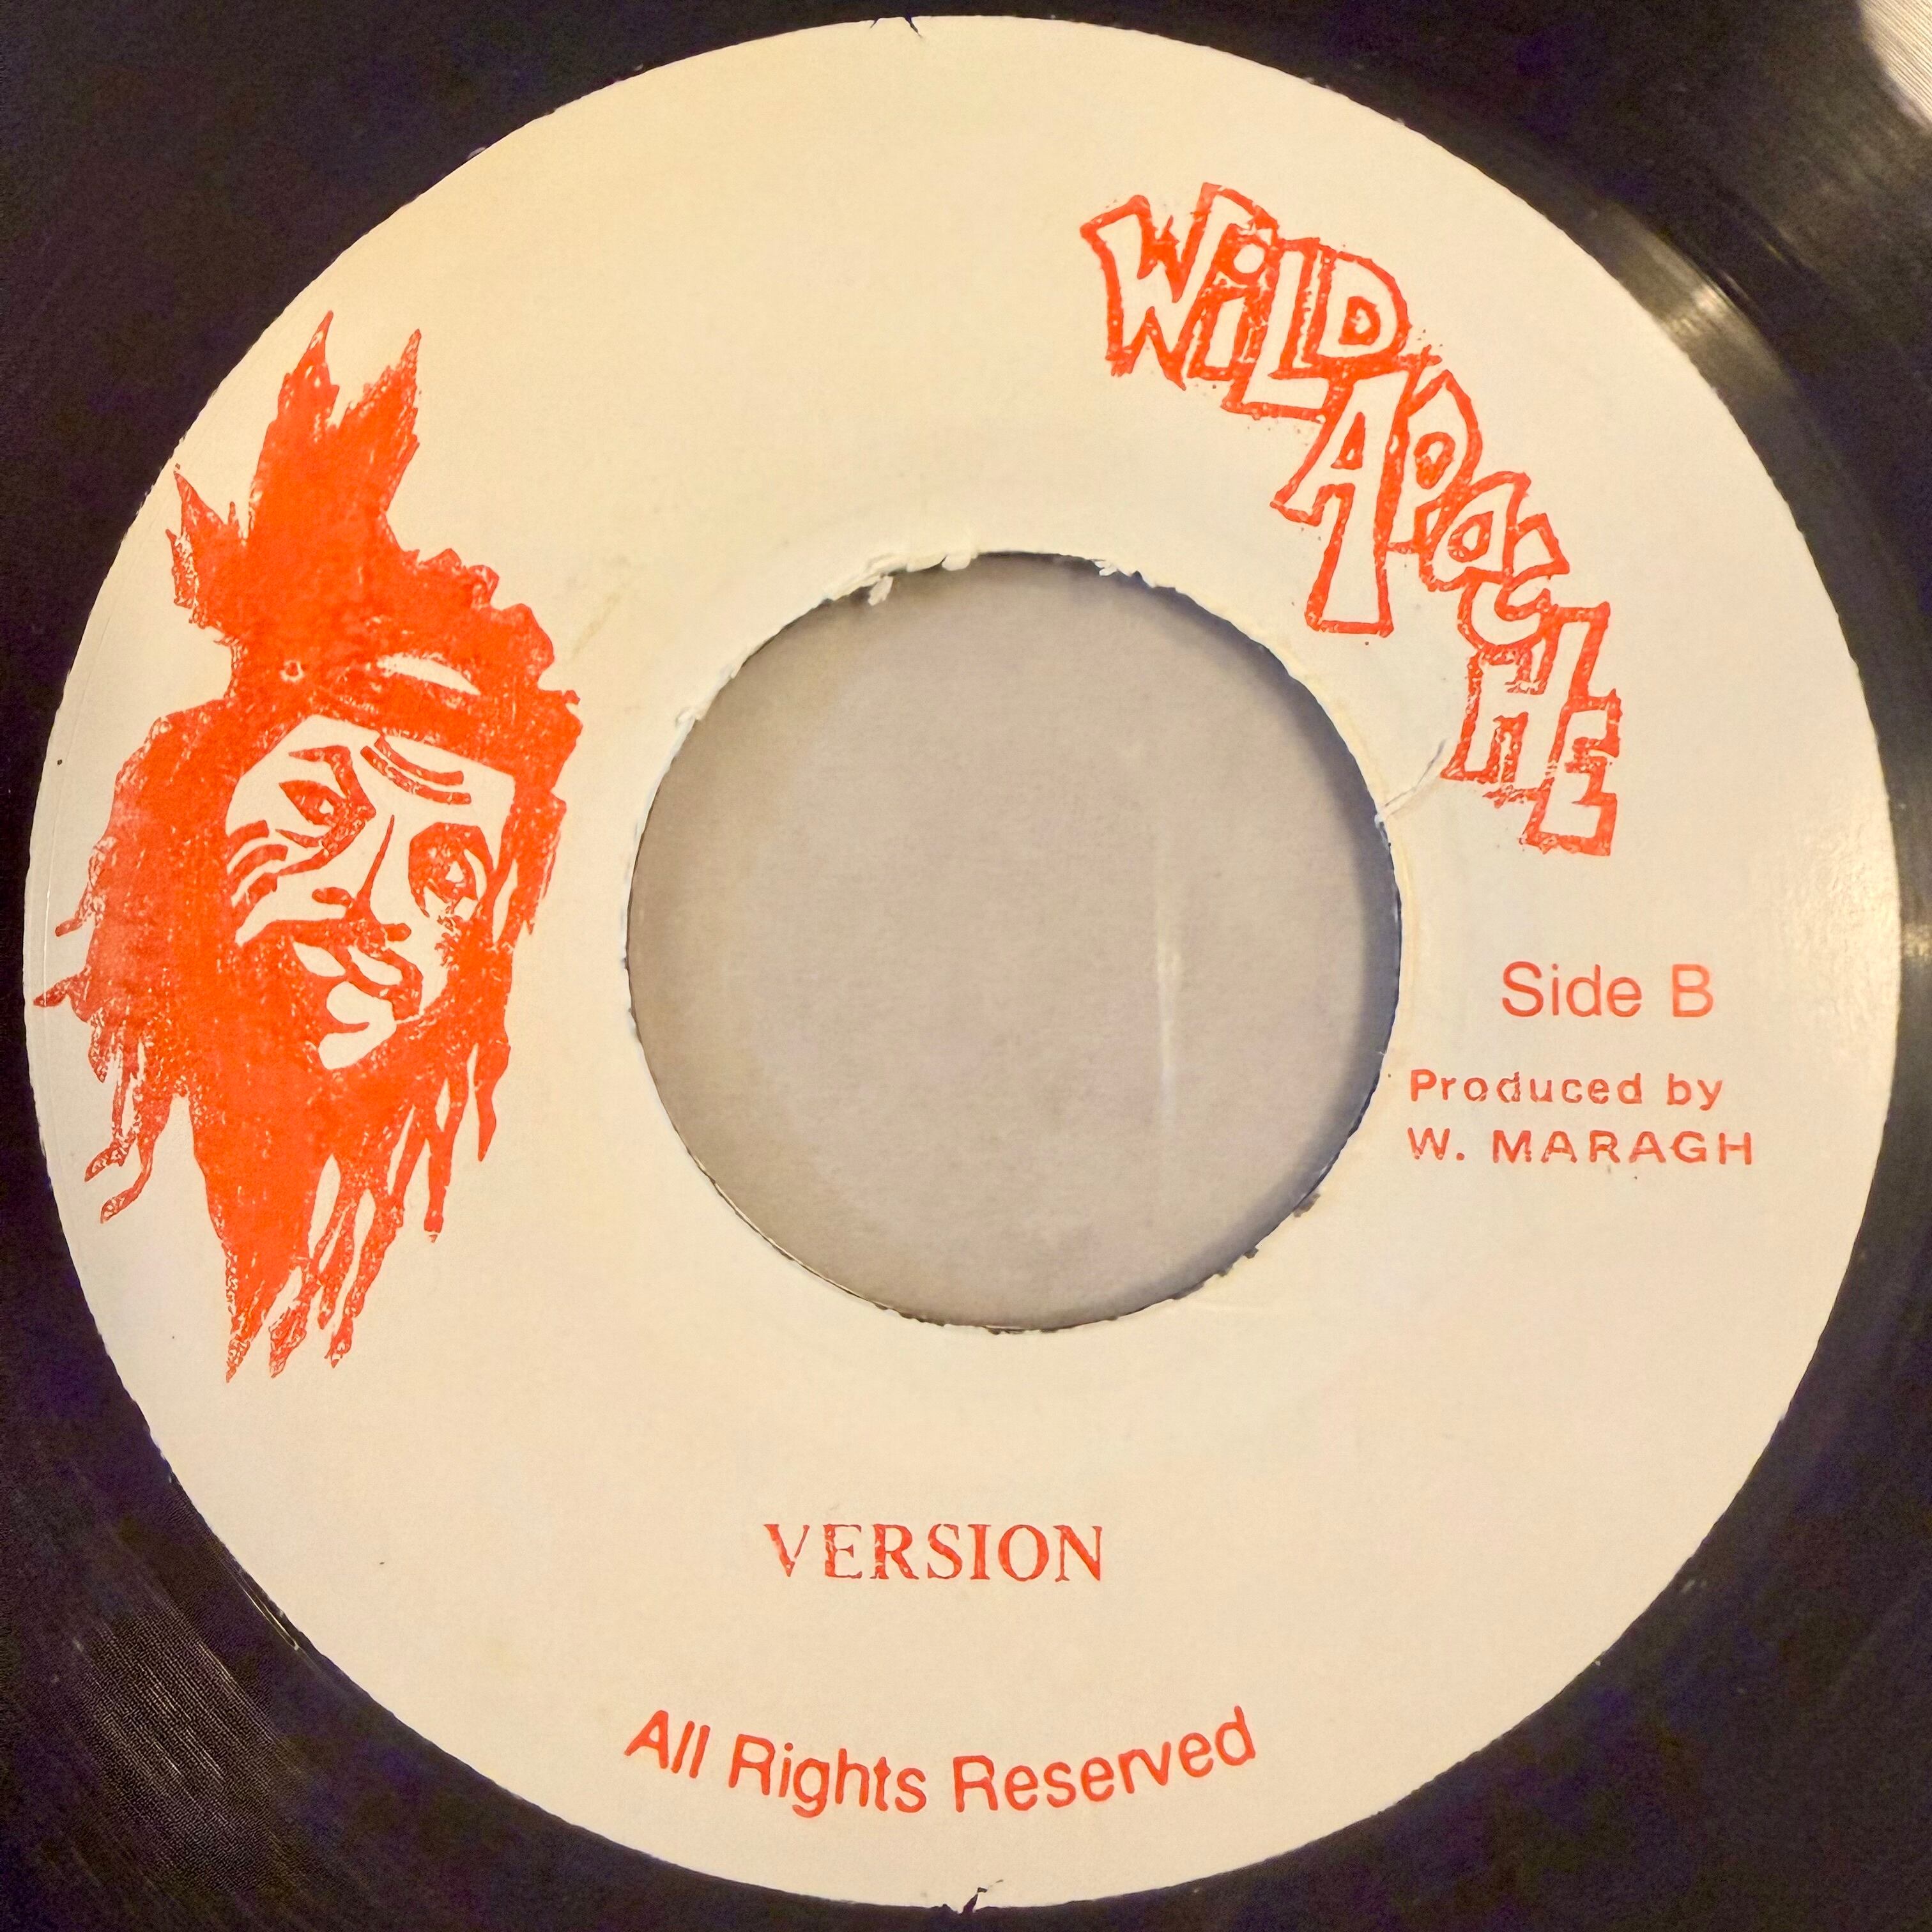 WiLD
APACHE
Side B
Produced by
W. MARAGH
VERSION
All Rights Reserved